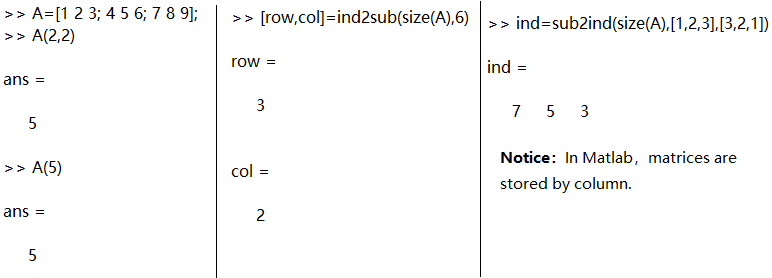 >> A=[1 2 3; 4 5 6; 7 8 9];
>> A(2,2)
ans =
5
>> A(5)
ans =
5
>> [row,col]=ind2sub(size(A),6)
row =
3
col =
2
>> ind=sub2ind(size(A),[1,2,3],[3,2,1])
ind =
7 5 3
Notice：In Matlab，matrices are
stored by column.